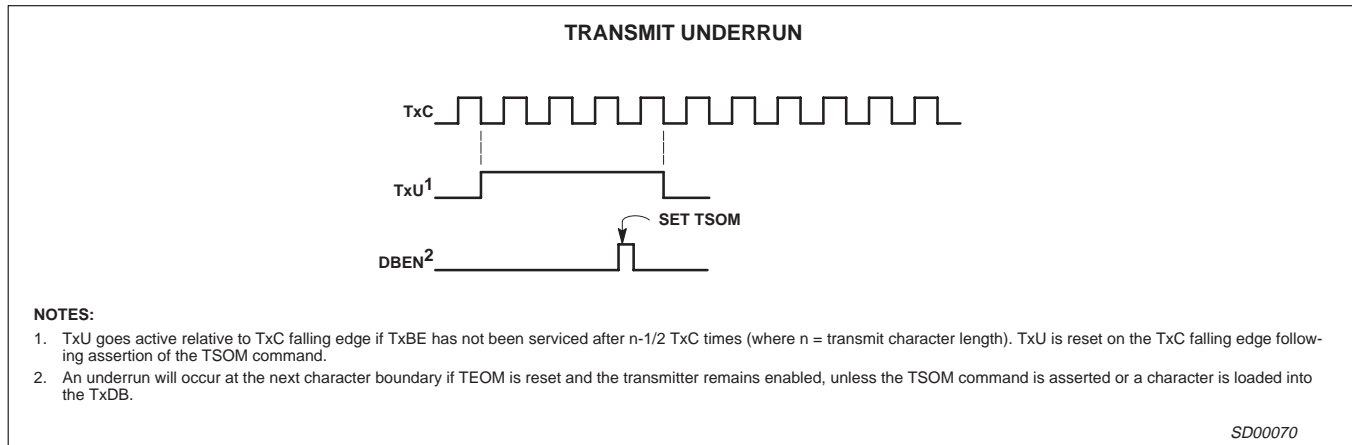 TRANSMIT UNDERRUN
TxC
TxU1
SET TSOM
DBEN2
NOTES:
1. TxU goes active relative to TxC falling edge if TxBE has not been serviced after n-1/2 TxC times (where n = transmit character length). TxU is reset on the TxC falling edge follow-
ing assertion of the TSOM command.
2. An underrun will occur at the next character boundary if TEOM is reset and the transmitter remains enabled, unless the TSOM command is asserted or a character is loaded into
the TxDB.
SD00070